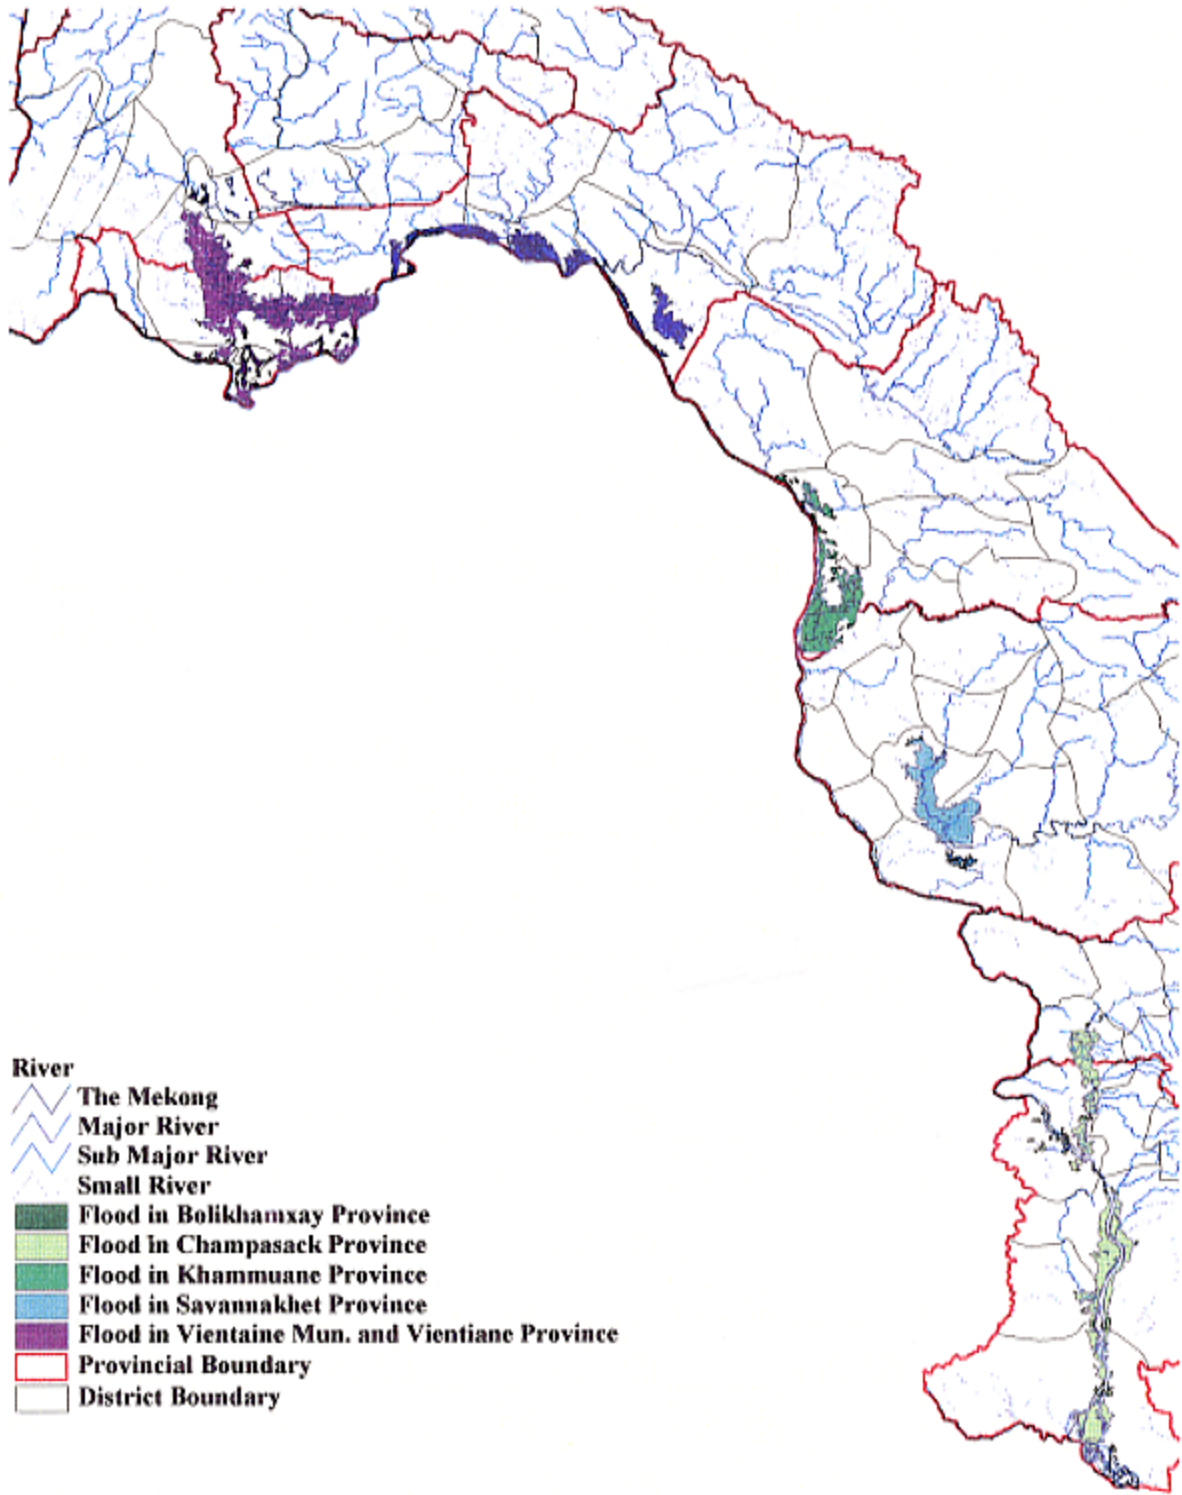 River
The Mekong
Major River
Sub Major River
Small River
Flood in Bolikhamxay Province
Flood in Champasack Province
Flood in Khammuane Province
Flood in Savannakhet Province
Flood in Vientaine Mun. and Vientiane Province
Provincial Boundary
District Boundary